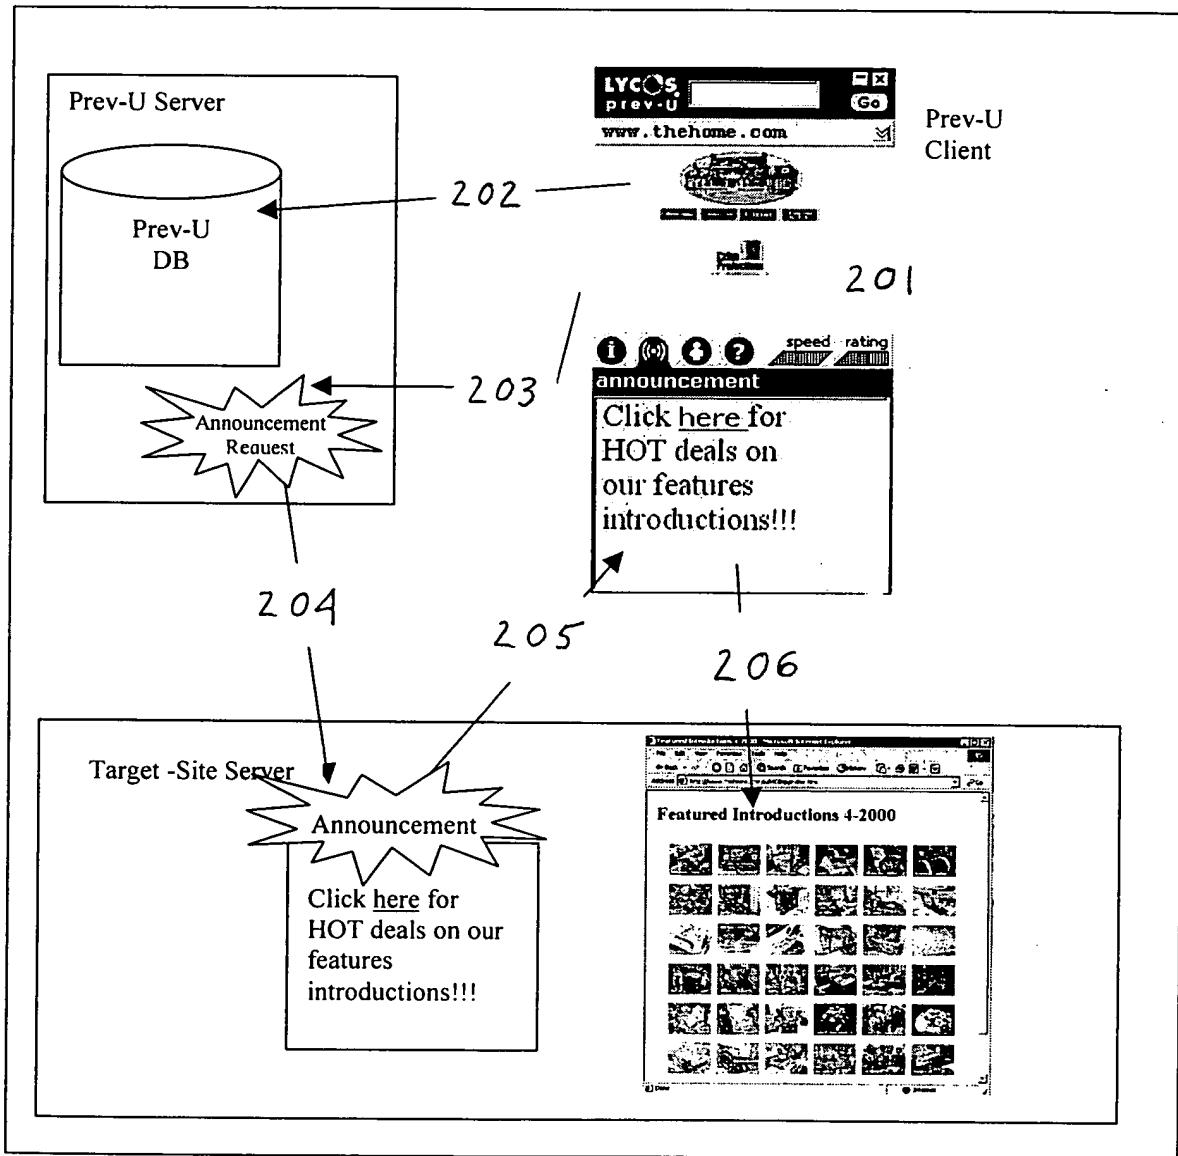 Prev-U Server
Prev-U
DB
Announcement
Request
LYCOS
prev-U
Go
www.thehome.com
Prev-U
Client
202
201
203
speed rating
announcement
Click here for
HOT deals on
our features
introductions!!!
204
205
206
Target -Site Server
Announcement
Click here for
HOT deals on our
features
introductions!!!
Featured Introductions 4-2000